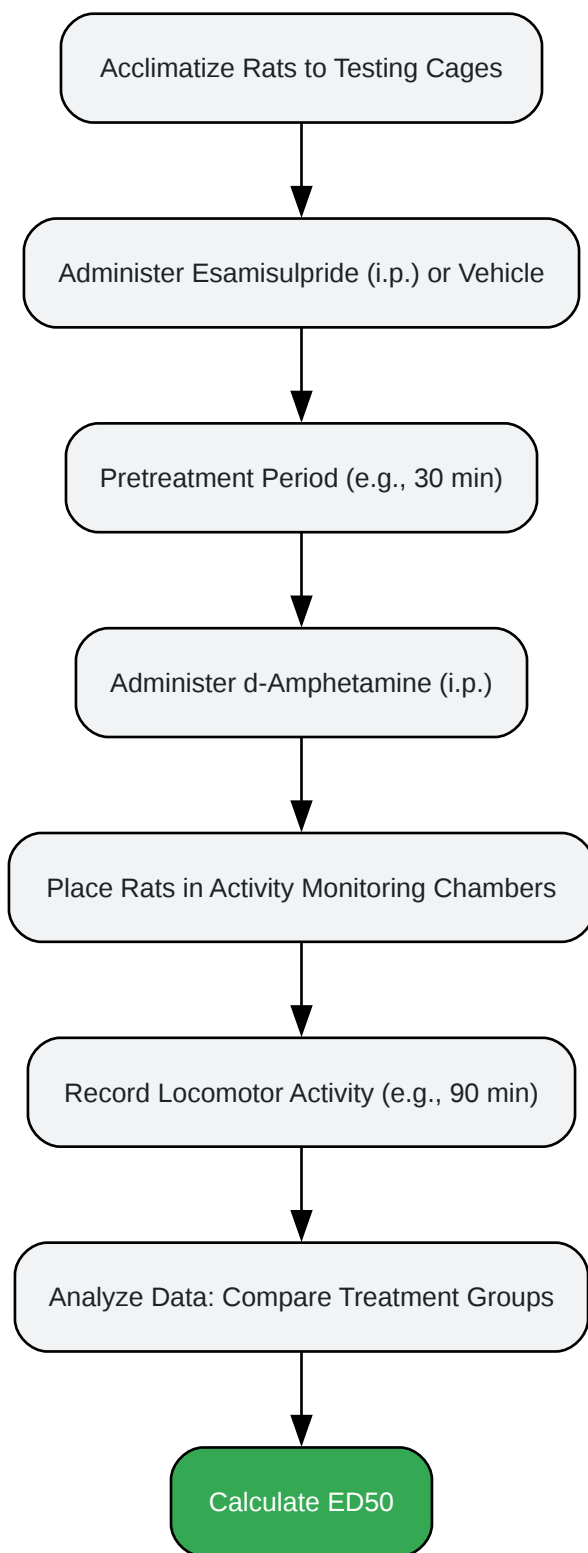 Acclimatize Rats to Testing Cages
Administer Esamisulpride (i.p.) or Vehicle
Pretreatment Period (e.g., 30 min)
Administer d-Amphetamine (i.p.)
Place Rats in Activity Monitoring Chambers
Record Locomotor Activity (e.g., 90 min)
Analyze Data: Compare Treatment Groups
Calculate ED50